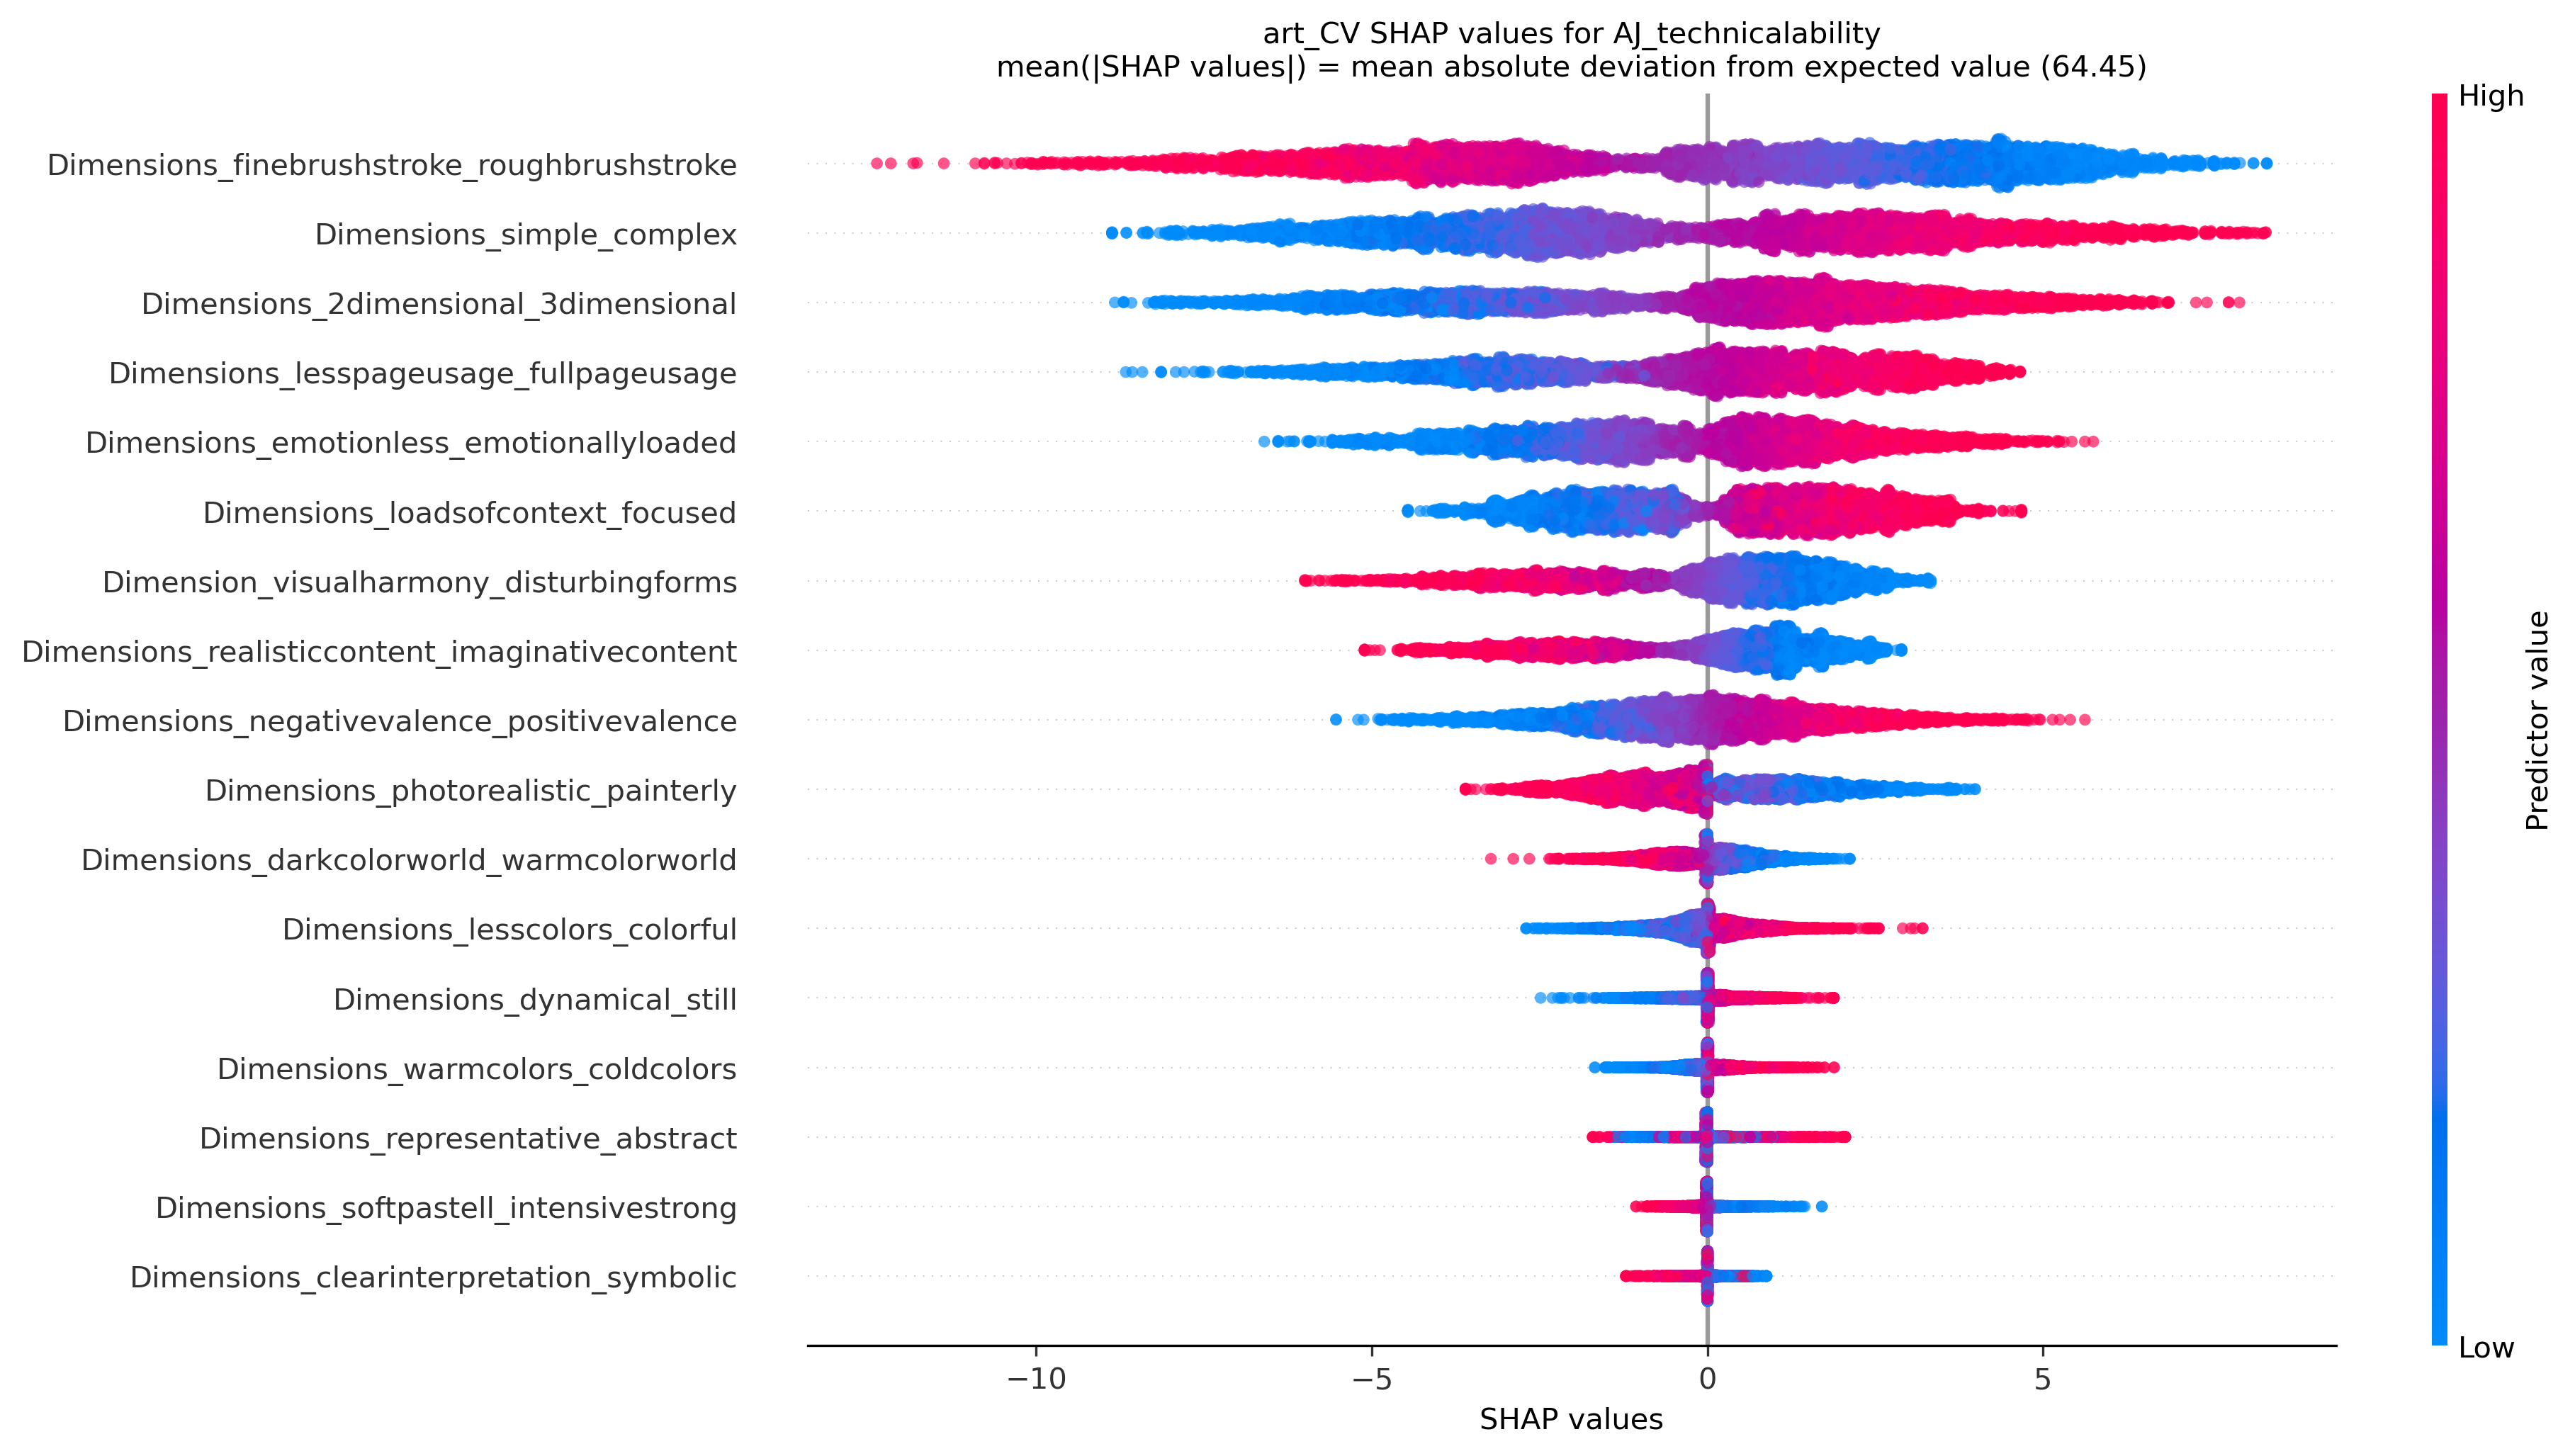 art_CV SHAP values for AJ_technicalability
mean(|SHAP values|) = mean absolute deviation from expected value (64.45)
High
Dimensions_finebrushstroke_roughbrushstroke
Dimensions_simple_complex
Dimensions_2dimensional_3dimensional
Dimensions_lesspageusage_fullpageusage
Dimensions_emotionless_emotionallyloaded
Dimensions_loadsofcontext_focused
Dimension_visualharmony_disturbingforms
Dimensions_realisticcontent_imaginativecontent
Dimensions_negativevalence_positivevalence
Dimensions_photorealistic_painterly
Dimensions_darkcolorworld_warmcolorworld
Dimensions_lesscolors_colorful
Dimensions_dynamical_still
Dimensions_warmcolors_coldcolors
Dimensions_representative_abstract
Dimensions_softpastell_intensivestrong
Dimensions_clearinterpretation_symbolic
Predictor value
Low
−10 −5 0 5
SHAP values